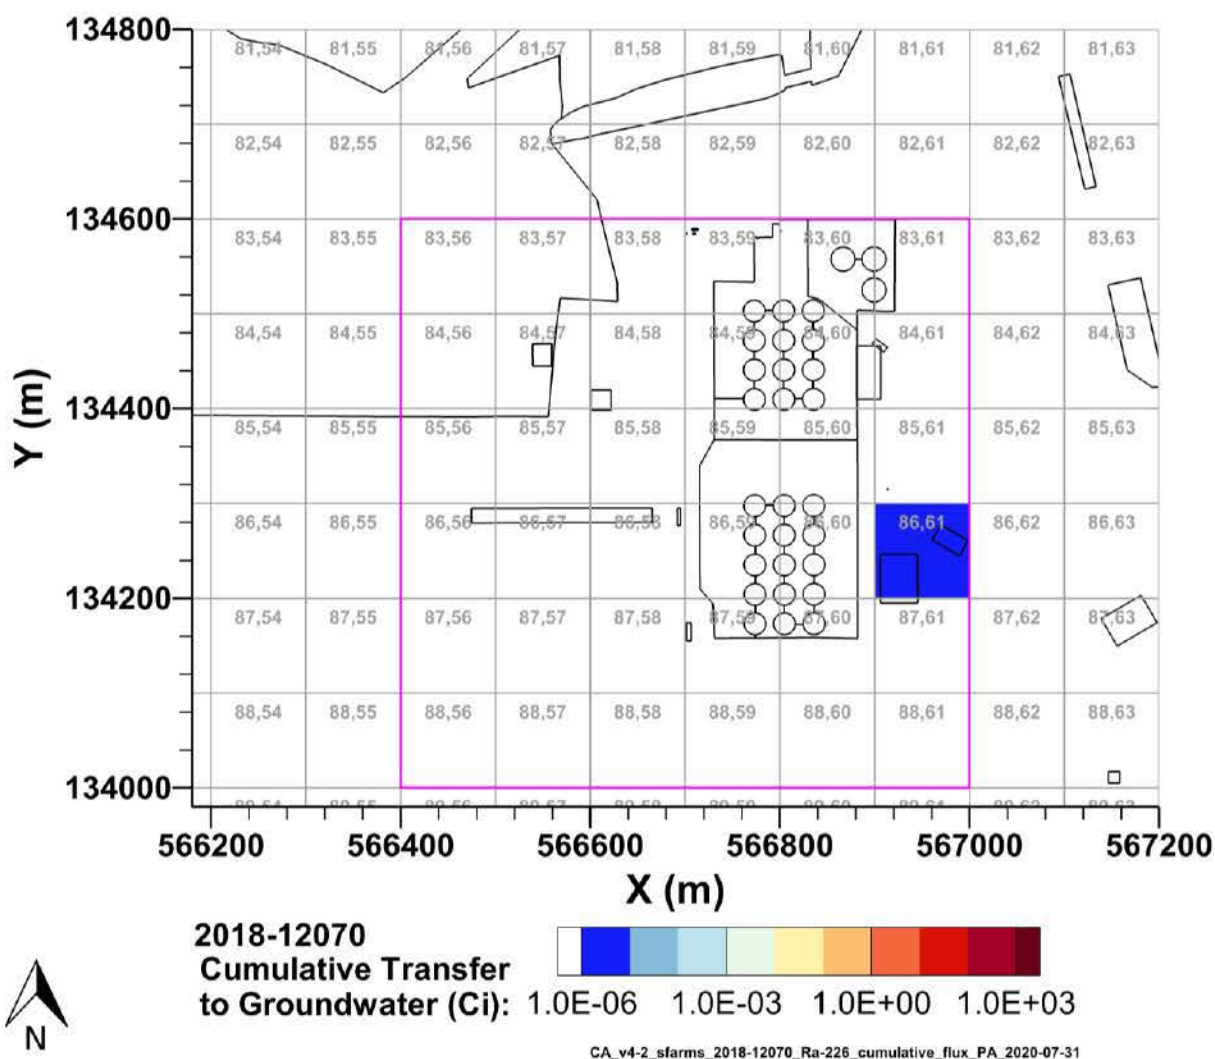 134800
81,54 81,55 81,56 81,57 81,58 81,59 81,60 81,61 81,62 81,63
82,54 82,55 82,56 82,57 82,58 82,59 82,60 82,61 82,62 82,63
134600
83,54 83,55 83,56 83,57 83,58 83,59 83,60 83,61 83,62 83,63
84,54 84,55 84,56 84,57 84,58 84,59 84,60 84,61 84,62 84,63
Y (m)
134400
85,54 85,55 85,56 85,57 85,58 85,59 85,60 85,61 85,62 85,63
86,54 86,55 86,56 86,57 86,58 86,59 86,60 86,61 86,62 86,63
134200
87,54 87,55 87,56 87,57 87,58 87,59 87,60 87,61 87,62 87,63
88,54 88,55 88,56 88,57 88,58 88,59 88,60 88,61 88,62 88,63
134000
566200 566400 566600 566800 567000 567200
X (m)
2018-12070
Cumulative Transfer
to Groundwater (Ci): 1.0E-06 1.0E-03 1.0E+00 1.0E+03
N
CA_v4-2_sfarms_2018-12070_Ra-226_cumulative_flux_PA_2020-07-31